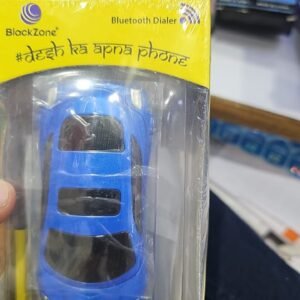 BlackZone®
Bluetooth Dialer
#desh ka apna phone